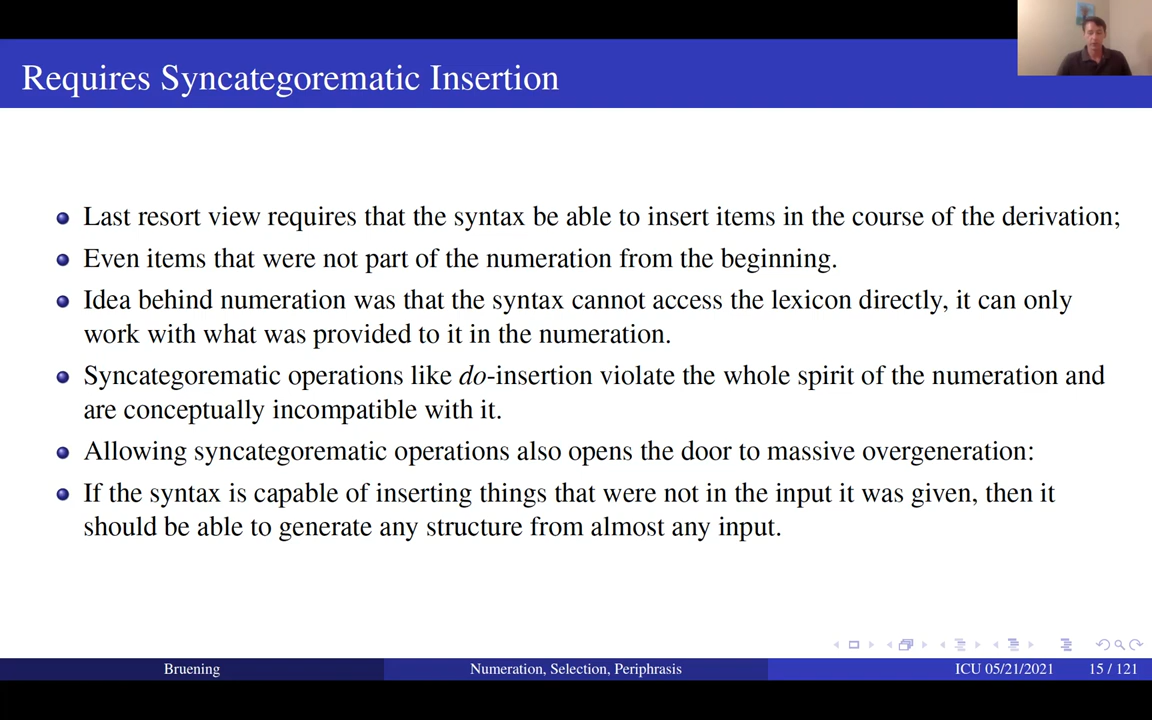 Requires Syncategorematic Insertion
Last resort view requires that the syntax be able to insert items in the course of the derivation;
Even items that were not part of the numeration from the beginning.
Idea behind numeration was that the syntax cannot access the lexicon directly, it can only
work with what was provided to it in the numeration.
Syncategorematic operations like do-insertion violate the whole spirit of the numeration and
are conceptually incompatible with it.
Allowing syncategorematic operations also opens the door to massive overgeneration:
If the syntax is capable of inserting things that were not in the input it was given, then it
should be able to generate any structure from almost any input.
Bruening Numeration, Selection, Periphrasis ICU 05/21/2021 15 / 121